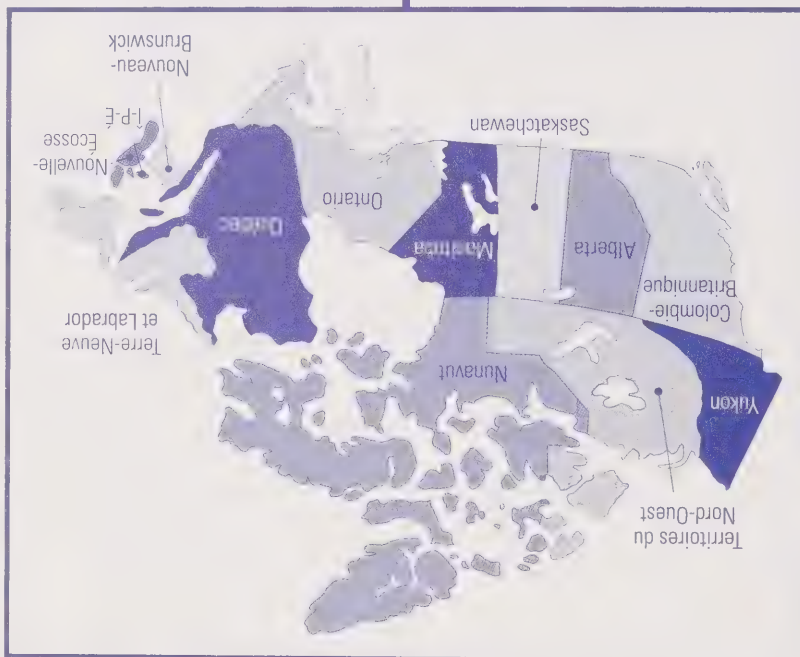 Territoires du
Nord-Ouest
Yukon
Nunavut
Terre-Neuve
et Labrador
Colombie-
Britannique
Alberta
Manitoba
Québec
Ontario
Saskatchewan
Nouvelle-
Écosse
Î-P-É
Nouveau-
Brunswick